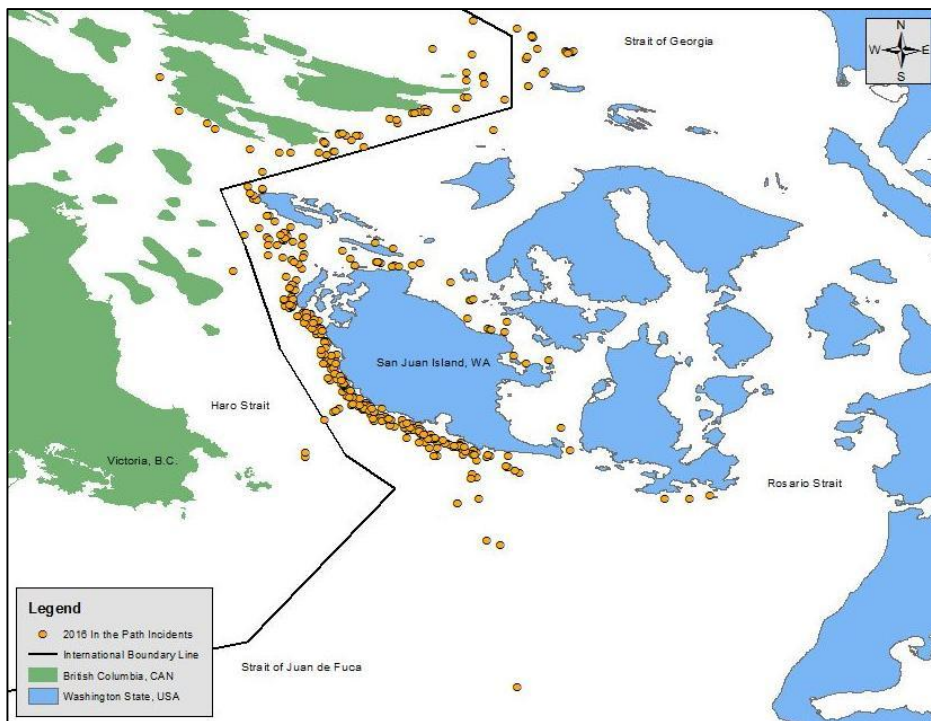 Strait of Georgia
N
W E
S
San Juan Island, WA
Haro Strait
Victoria, B.C.
Rosario Strait
Legend
2016 In the Path Incidents
International Boundary Line
British Columbia, CAN
Washington State, USA
Strait of Juan de Fuca